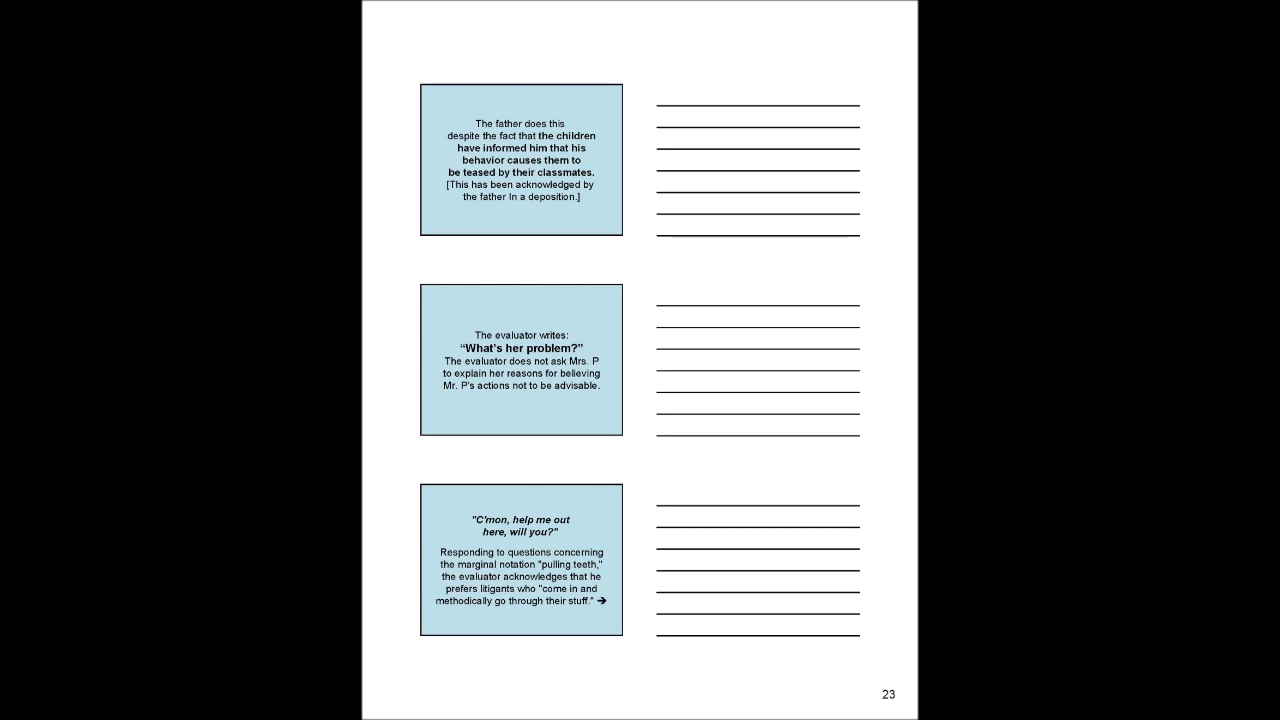 The father does this
despite the fact that the children
have informed him that his
behavior causes them to
be teased by their classmates.
[This has been acknowledged by
the father In a deposition.]
The evaluator writes:
“What’s her problem?”
The evaluator does not ask Mrs. P
to explain her reasons for believing
Mr. P's actions not to be advisable.
"C'mon, help me out
here, will you?"
Responding to questions concerning
the marginal notation "pulling teeth,"
the evaluator acknowledges that he
prefers litigants who "come in and
methodically go through their stuff." ➔
23